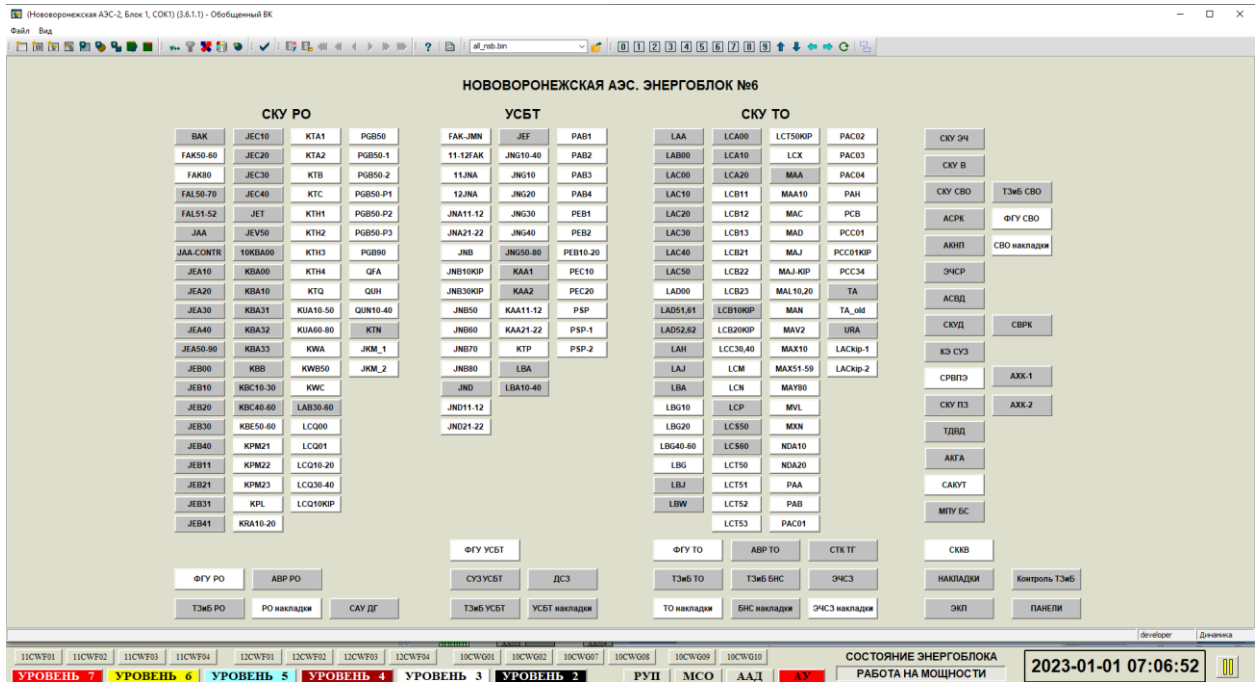 (Нововоронежская АЭС-2, Блок 1, СОК1) (3.6.1.1) - Обобщенный ВК
Файл Вид
? all_nsb.bin 0 1 2 3 4 5 6 7 8 9
НОВОВОРОНЕЖСКАЯ АЭС. ЭНЕРГОБЛОК №6
СКУ РО УСБТ СКУ ТО
BAK JEC10 KTA1 PGB50 FAK-JMN JEF PAB1 LAA LCA00 LCT50KIP PAC02 СКУ ЭЧ
FAK50-60 JEC20 KTA2 PGB50-1 11-12FAK JNG10-40 PAB2 LAB00 LCA10 LCX PAC03 СКУ В
FAK80 JEC30 KTB PGB50-2 11JNA JNG10 PAB3 LAC00 LCA20 MAA PAC04
FAL50-70 JEC40 KTC PGB50-P1 12JNA JNG20 PAB4 LAC10 LCB11 MAA10 PAH СКУ СВО ТЗиБ СВО
FAL51-52 JET KTH1 PGB50-P2 JNA11-12 JNG30 PEB1 LAC20 LCB12 MAC PCB АСРК ФГУ СВО
JAA JEV50 KTH2 PGB50-P3 JNA21-22 JNG40 PEB2 LAC30 LCB13 MAD PCC01
JAA-CONTR 10KBA00 KTH3 PGB90 JNB JNG50-80 PEB10-20 LAC40 LCB21 MAJ PCC01KIP АКНП СВО накладки
JEA10 KBA00 KTH4 QFA JNB10KIP KAA1 PEC10 LAC50 LCB22 MAJ-KIP PCC34 ЭЧСР
JEA20 KBA10 KTQ QUH JNB30KIP KAA2 PEC20 LAD00 LCB23 MAL10,20 TA АСВД
JEA30 KBA31 KUA10-50 QUN10-40 JNB50 KAA11-12 PSP LAD51,61 LCB10KIP MAN TA_old
JEA40 KBA32 KUA60-80 KTN JNB60 KAA21-22 PSP-1 LAD52,62 LCB20KIP MAV2 URA СКУД СВРК
JEA50-90 KBA33 KWA JKM_1 JNB70 KTP PSP-2 LAH LCC30,40 MAX10 LACkip-1 КЭ СУЗ
JEB00 KBB KWB50 JKM_2 JNB80 LBA LAJ LCM MAX51-59 LACkip-2
JEB10 KBC10-30 KWC JND LBA10-40 LBA LCN MAY80 СРВПЭ АХК-1
JEB20 KBC40-60 LAB30-60 JND11-12 LBG10 LCP MVL СКУ ПЗ АХК-2
JEB30 KBE50-60 LCQ00 JND21-22 LBG20 LCS50 MXN ТДВД
JEB40 KPM21 LCQ01 LBG40-60 LCS60 NDA10
JEB11 KPM22 LCQ10-20 LBG LCT50 NDA20 АКГА
JEB21 KPM23 LCQ30-40 LBJ LCT51 PAA САКУТ
JEB31 KPL LCQ10KIP LBW LCT52 PAB МПУ БС
JEB41 KRA10-20 LCT53 PAC01
ФГУ УСБТ ФГУ ТО АВР ТО СТК ТГ СККВ
ФГУ РО АВР РО СУЗ УСБТ ДСЗ ТЗиБ ТО ТЗиБ БНС ЭЧСЗ НАКЛАДКИ Контроль ТЗиБ
ТЗиБ РО РО накладки САУ ДГ ТЗиБ УСБТ УСБТ накладки ТО накладки БНС накладки ЭЧСЗ накладки ЭКП ПАНЕЛИ
developer Динамика
11CWF01 11CWF02 11CWF03 11CWF04 12CWF01 12CWF02 12CWF03 12CWF04 10CWG01 10CWG02 10CWG07 10CWG08 10CWG09 10CWG10 СОСТОЯНИЕ ЭНЕРГОБЛОКА 2023-01-01 07:06:52
УРОВЕНЬ 7 УРОВЕНЬ 6 УРОВЕНЬ 5 УРОВЕНЬ 4 УРОВЕНЬ 3 УРОВЕНЬ 2 РУП МСО ААД АУ РАБОТА НА МОЩНОСТИ